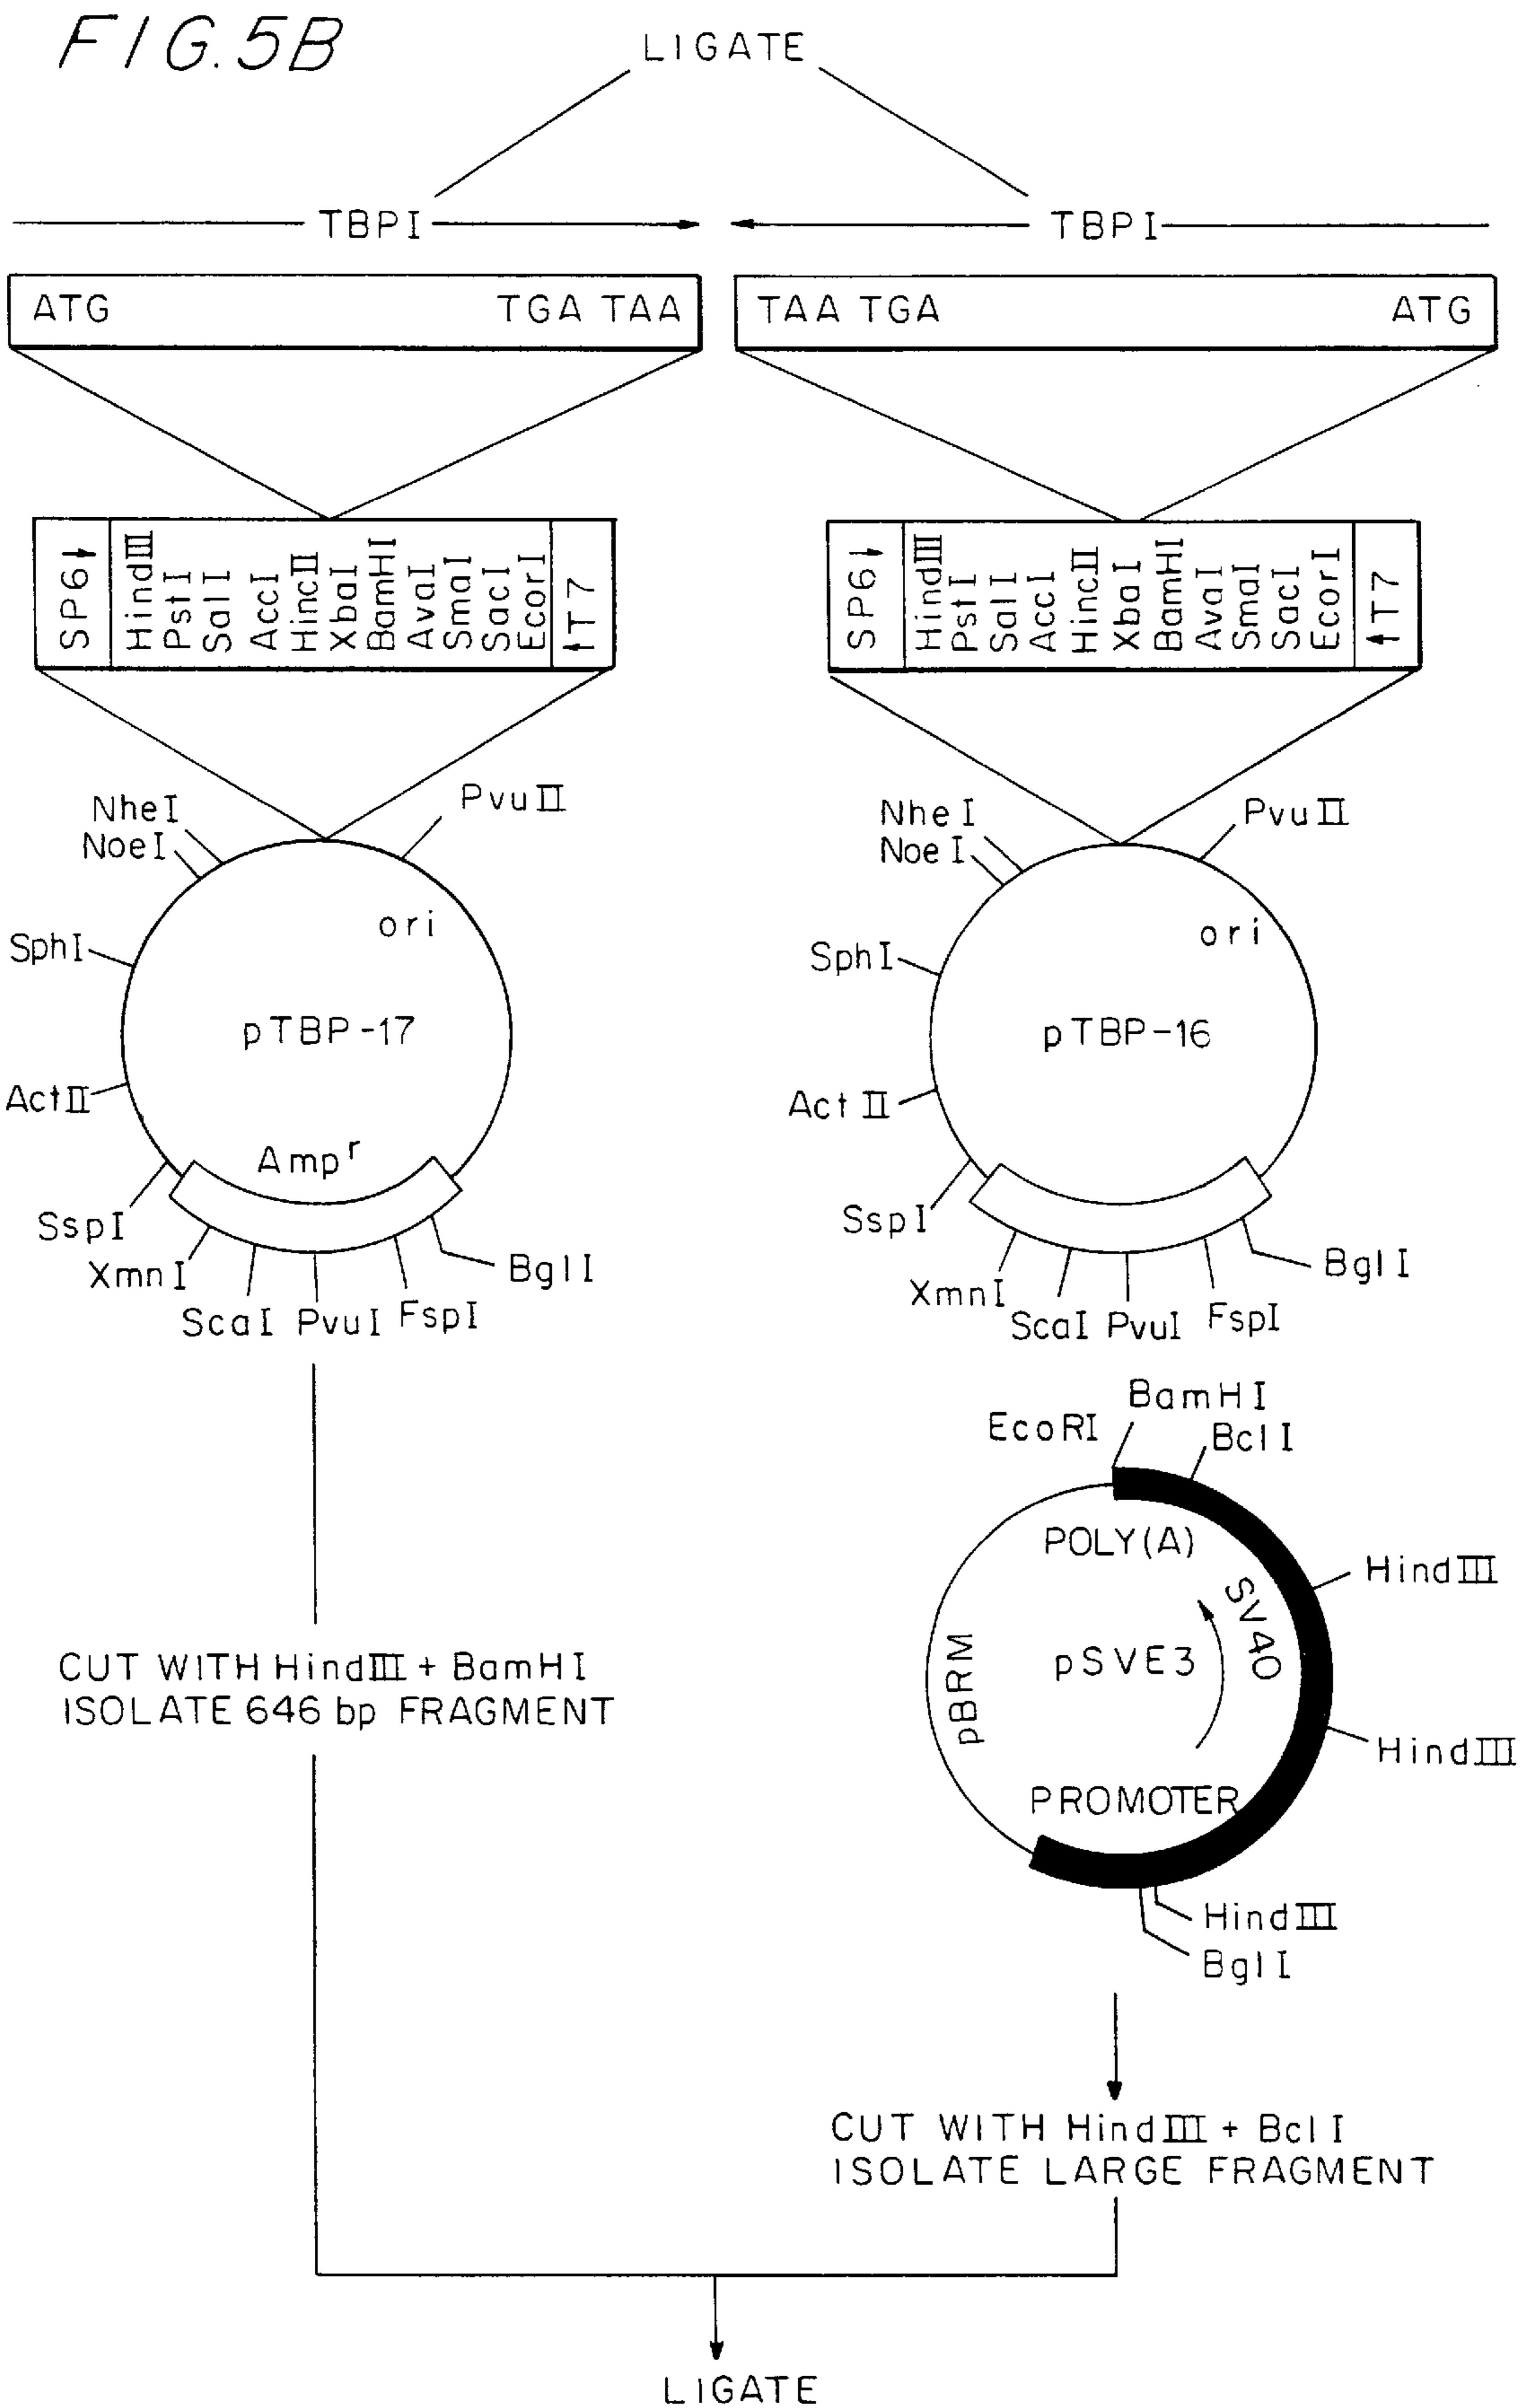 FIG. 5B
LIGATE
TBPI
TBPI
ATG TGA TAA
TAA TGA ATG
SP6
HindIII
PstI
SalI
AccI
HincII
XbaI
BamHI
AvaI
SmaI
SacI
EcorI
T7
SP6
HindIII
PstI
SalI
AccI
HincII
XbaI
BamHI
AvaI
SmaI
SacI
EcorI
T7
NheI
NoeI
PvuII
ori
SphI
pTBP-17
ActII
Ampr
SspI
XmnI
ScaI
PvuI
FspI
BglI
NheI
NoeI
PvuII
ori
SphI
pTBP-16
ActII
SspI
XmnI
ScaI
PvuI
FspI
BglI
CUT WITH HindIII + BamHI
ISOLATE 646 bp FRAGMENT
EcoRI
BamHI
BclI
POLY(A)
HindIII
SV40
pBRM
pSVE3
HindIII
PROMOTER
HindIII
BglI
CUT WITH HindIII + BclI
ISOLATE LARGE FRAGMENT
LIGATE